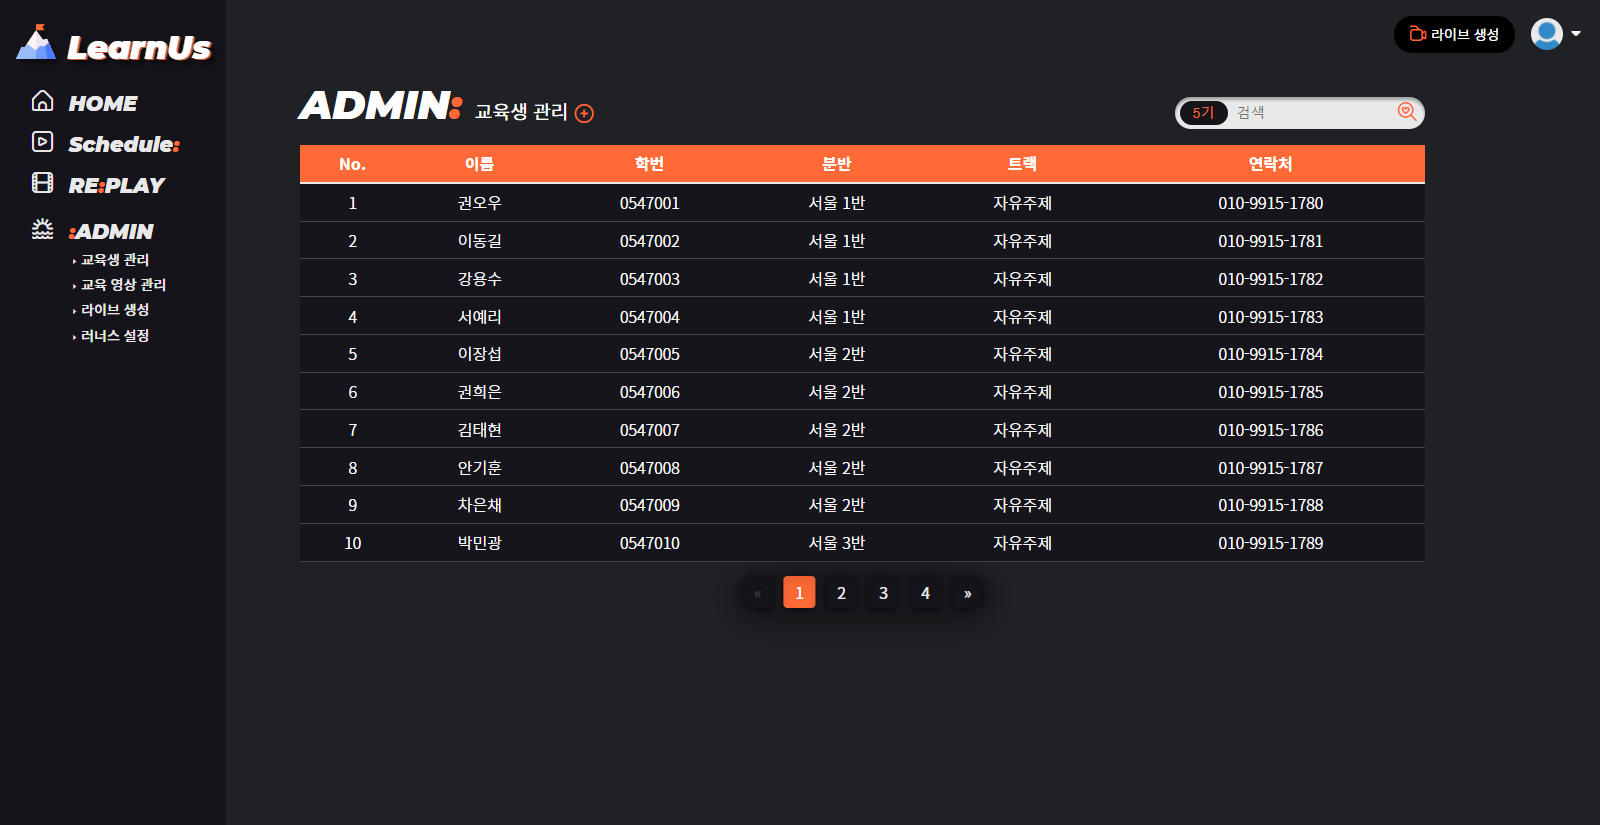 LearnUs
HOME
Schedule:
RE:PLAY
:ADMIN
교육생 관리
교육 영상 관리
라이브 생성
러너스 설정
라이브 생성
ADMIN: 교육생 관리
5기 검색
No. 이름 학번 분반 트랙 연락처
1 권오우 0547001 서울 1반 자유주제 010-9915-1780
2 이동길 0547002 서울 1반 자유주제 010-9915-1781
3 강용수 0547003 서울 1반 자유주제 010-9915-1782
4 서예리 0547004 서울 1반 자유주제 010-9915-1783
5 이장섭 0547005 서울 2반 자유주제 010-9915-1784
6 권희은 0547006 서울 2반 자유주제 010-9915-1785
7 김태현 0547007 서울 2반 자유주제 010-9915-1786
8 안기훈 0547008 서울 2반 자유주제 010-9915-1787
9 차은채 0547009 서울 2반 자유주제 010-9915-1788
10 박민광 0547010 서울 3반 자유주제 010-9915-1789
« 1 2 3 4 »